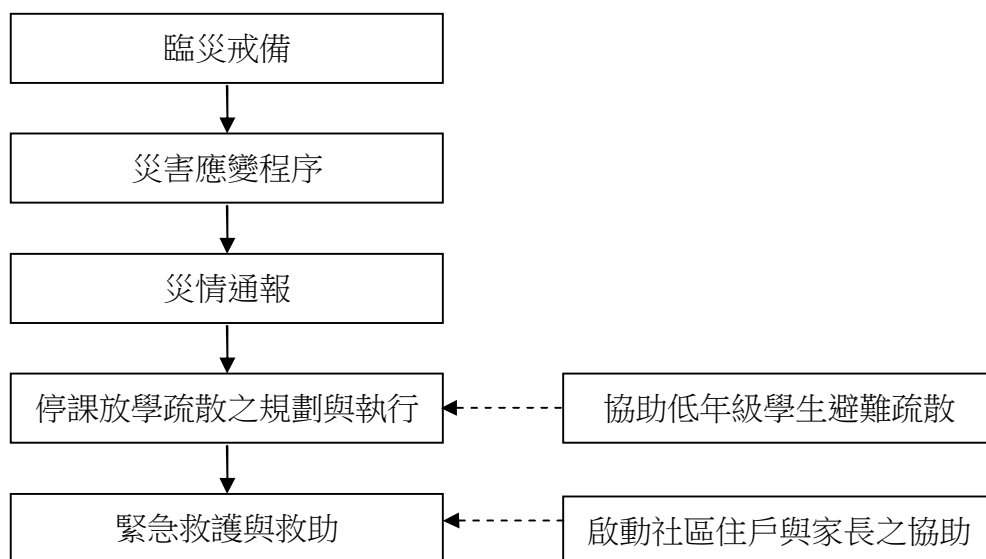 臨災戒備
災害應變程序
災情通報
停課放學疏散之規劃與執行
協助低年級學生避難疏散
緊急救護與救助
啟動社區住戶與家長之協助